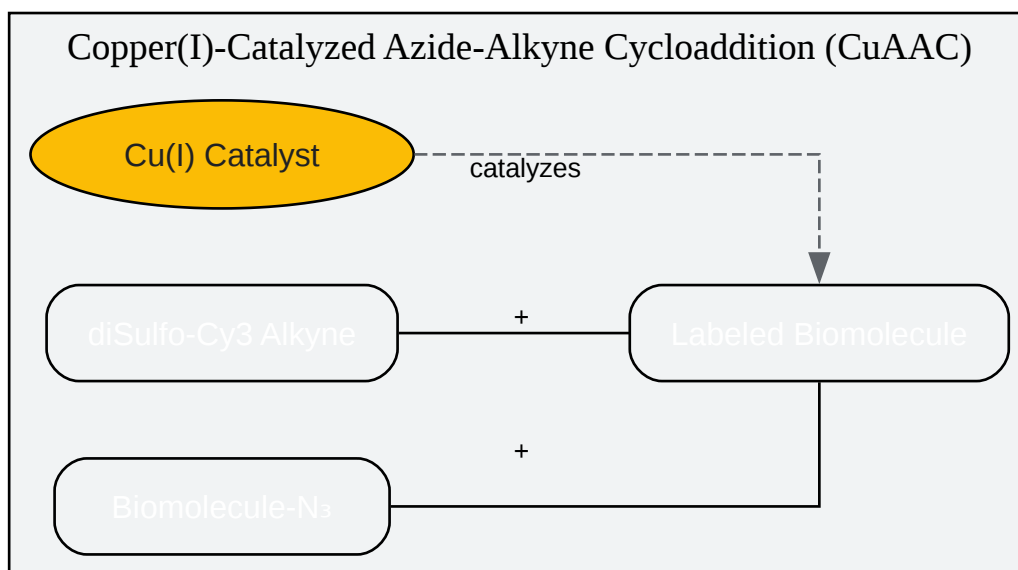 Copper(I)-Catalyzed Azide-Alkyne Cycloaddition (CuAAC)
Cu(I) Catalyst
catalyzes
diSulfo-Cy3 Alkyne
+
Labeled Biomolecule
+
Biomolecule-N₃